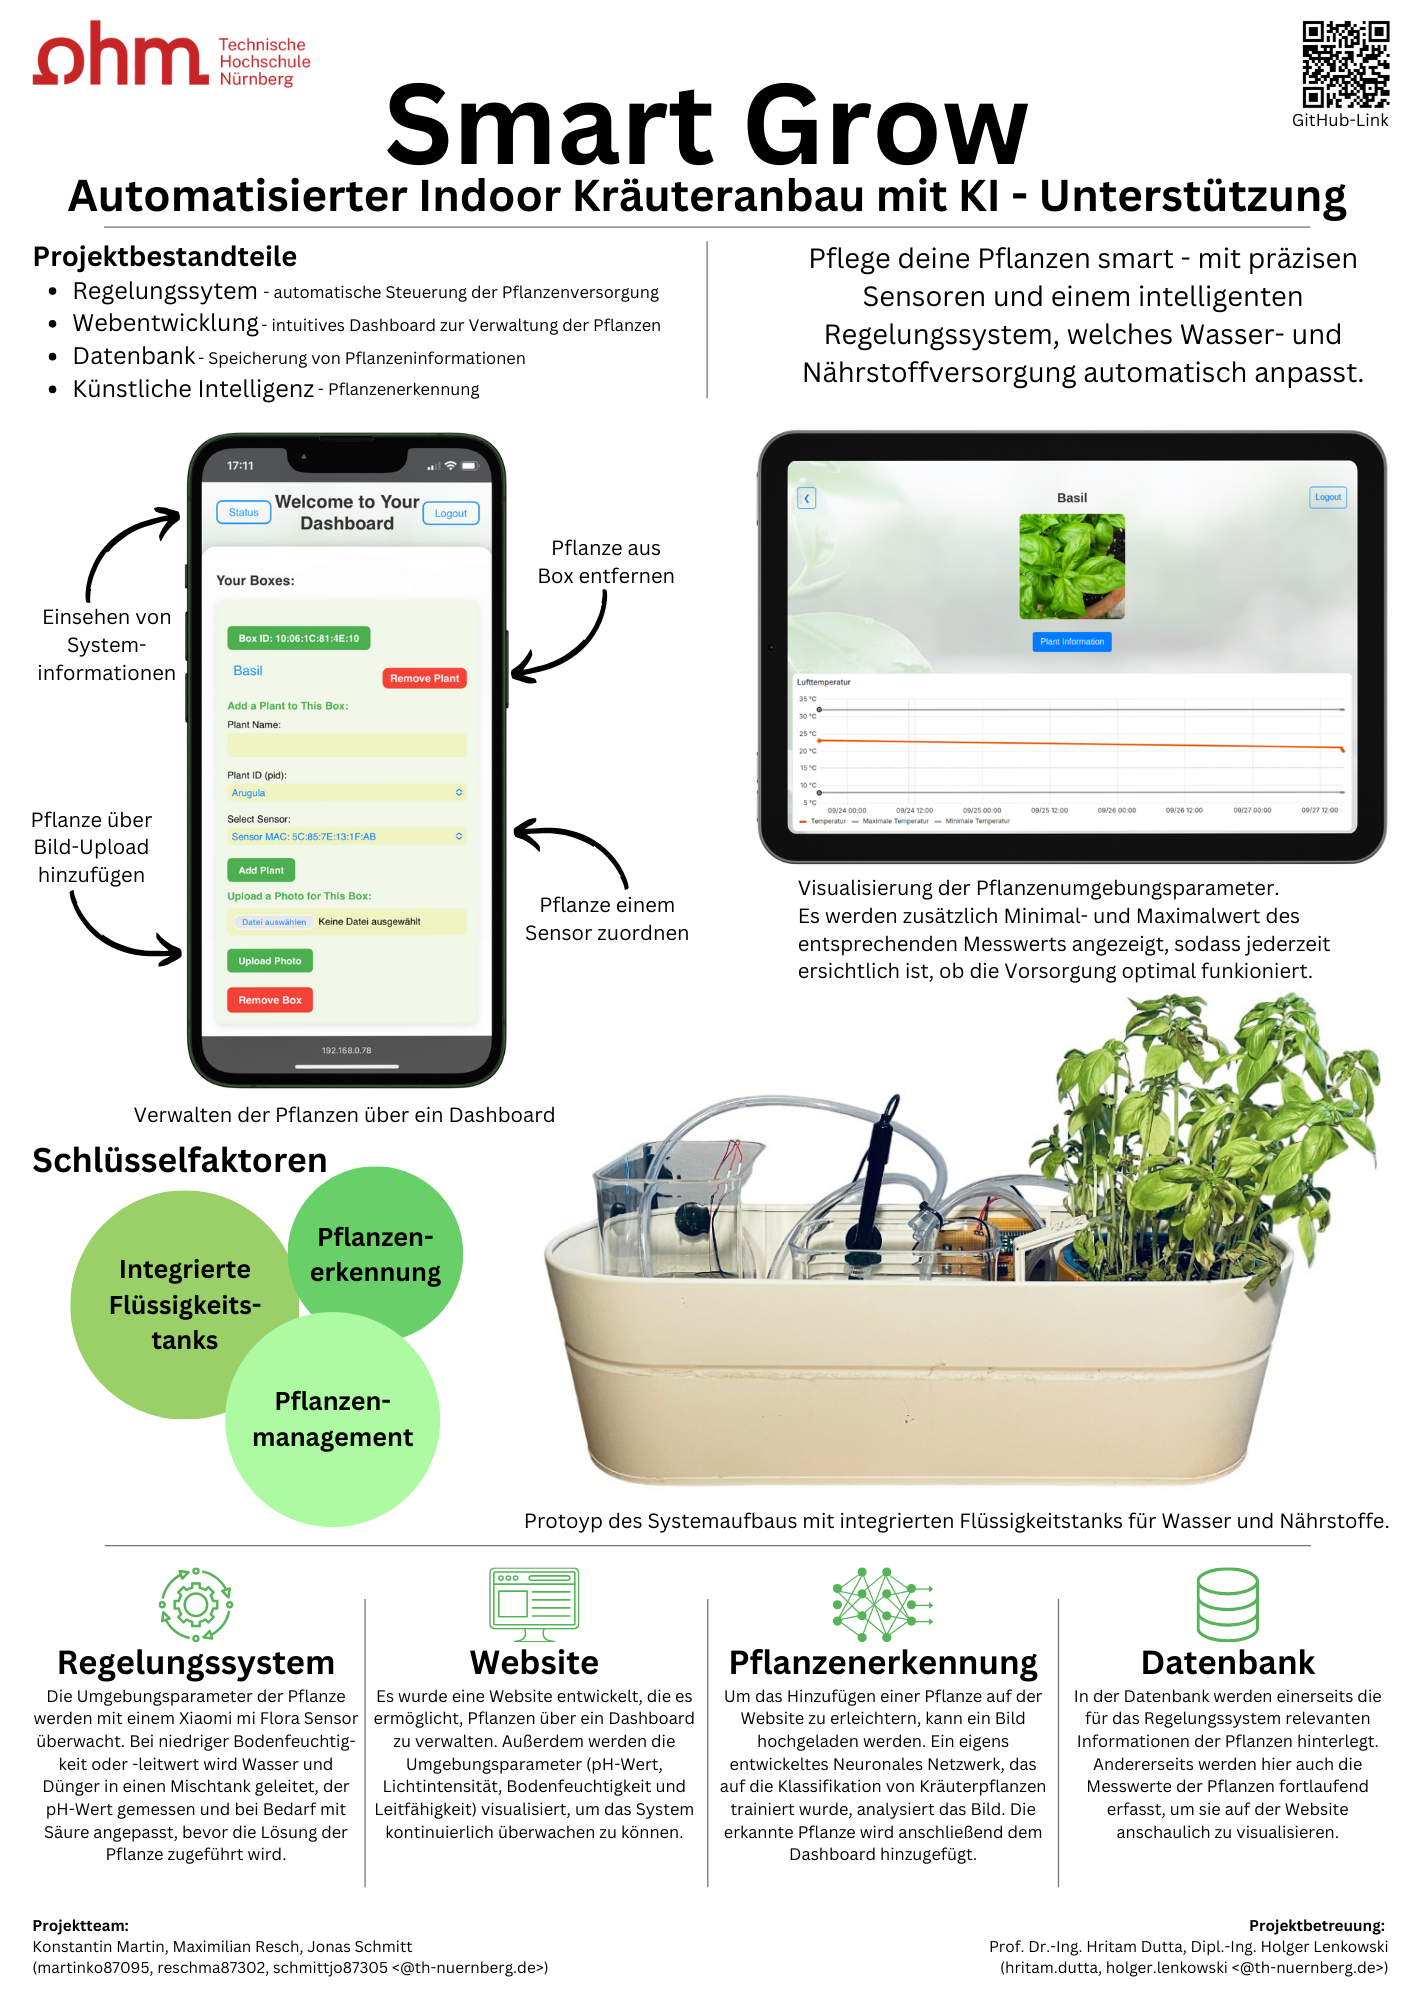 ohm
Technische
Hochschule
Nürnberg
GitHub-Link
Smart Grow
Automatisierter Indoor Kräuteranbau mit KI - Unterstützung
Projektbestandteile
• Regelungssytem - automatische Steuerung der Pflanzenversorgung
• Webentwicklung - intuitives Dashboard zur Verwaltung der Pflanzen
• Datenbank - Speicherung von Pflanzeninformationen
• Künstliche Intelligenz - Pflanzenerkennung
Pflege deine Pflanzen smart - mit präzisen
Sensoren und einem intelligenten
Regelungssystem, welches Wasser- und
Nährstoffversorgung automatisch anpasst.
Einsehen von
System-
informationen
Pflanze über
Bild-Upload
hinzufügen
17:11
Status
Welcome to Your
Dashboard
Logout
Your Boxes:
Box ID: 10:06:1C:81:4E:10
Basil
Remove Plant
Add a Plant to This Box:
Plant Name:
Plant ID (pid):
Arugula
Select Sensor:
Sensor MAC: 5C:85:7E:13:1F:AB
Add Plant
Upload a Photo for This Box:
Datei auswählen Keine Datei ausgewählt
Upload Photo
Remove Box
192.168.0.78
Pflanze aus
Box entfernen
Pflanze einem
Sensor zuordnen
Verwalten der Pflanzen über ein Dashboard
Basil
Logout
Plant Information
Lufttemperatur
35 °C
30 °C
25 °C
20 °C
15 °C
10 °C
5 °C
09/24 00:00 09/24 12:00 09/25 00:00 09/25 12:00 09/26 00:00 09/26 12:00 09/27 00:00 09/27 12:00
Temperatur Maximale Temperatur Minimale Temperatur
Visualisierung der Pflanzenumgebungsparameter.
Es werden zusätzlich Minimal- und Maximalwert des
entsprechenden Messwerts angezeigt, sodass jederzeit
ersichtlich ist, ob die Vorsorgung optimal funkioniert.
Schlüsselfaktoren
Integrierte
Flüssigkeits-
tanks
Pflanzen-
erkennung
Pflanzen-
management
Protoyp des Systemaufbaus mit integrierten Flüssigkeitstanks für Wasser und Nährstoffe.
Regelungssystem
Die Umgebungsparameter der Pflanze
werden mit einem Xiaomi mi Flora Sensor
überwacht. Bei niedriger Bodenfeuchtig-
keit oder -leitwert wird Wasser und
Dünger in einen Mischtank geleitet, der
pH-Wert gemessen und bei Bedarf mit
Säure angepasst, bevor die Lösung der
Pflanze zugeführt wird.
Website
Es wurde eine Website entwickelt, die es
ermöglicht, Pflanzen über ein Dashboard
zu verwalten. Außerdem werden die
Umgebungsparameter (pH-Wert,
Lichtintensität, Bodenfeuchtigkeit und
Leitfähigkeit) visualisiert, um das System
kontinuierlich überwachen zu können.
Pflanzenerkennung
Um das Hinzufügen einer Pflanze auf der
Website zu erleichtern, kann ein Bild
hochgeladen werden. Ein eigens
entwickeltes Neuronales Netzwerk, das
auf die Klassifikation von Kräuterpflanzen
trainiert wurde, analysiert das Bild. Die
erkannte Pflanze wird anschließend dem
Dashboard hinzugefügt.
Datenbank
In der Datenbank werden einerseits die
für das Regelungssystem relevanten
Informationen der Pflanzen hinterlegt.
Andererseits werden hier auch die
Messwerte der Pflanzen fortlaufend
erfasst, um sie auf der Website
anschaulich zu visualisieren.
Projektteam:
Konstantin Martin, Maximilian Resch, Jonas Schmitt
(martinko87095, reschma87302, schmittjo87305 <@th-nuernberg.de>)
Projektbetreuung:
Prof. Dr.-Ing. Hritam Dutta, Dipl.-Ing. Holger Lenkowski
(hritam.dutta, holger.lenkowski <@th-nuernberg.de>)